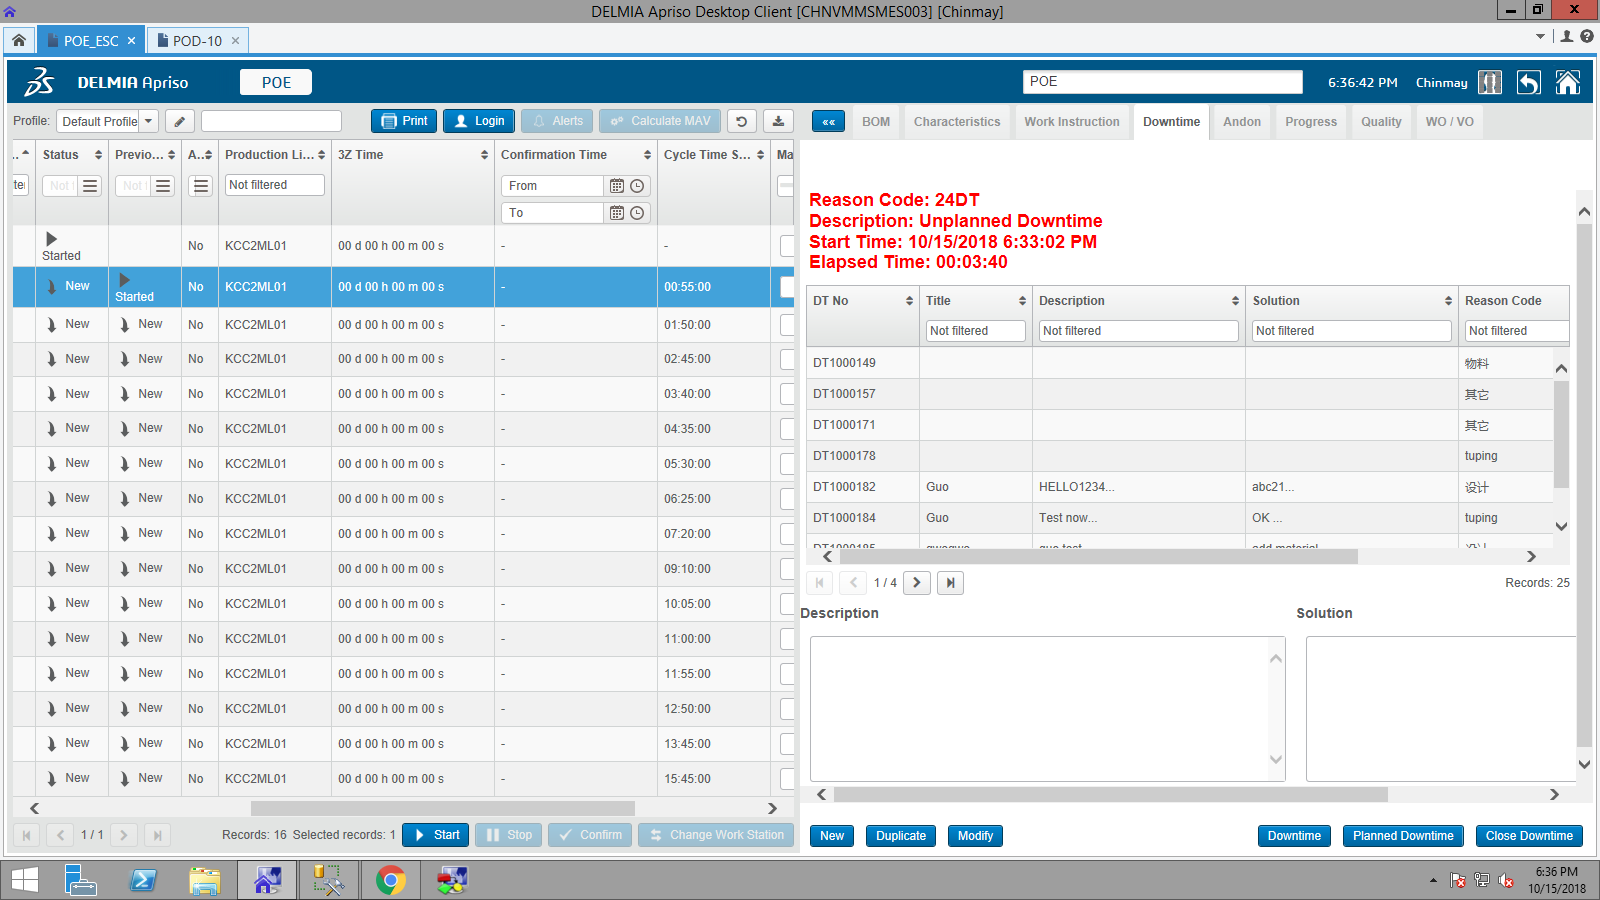 DELMIA Apriso Desktop Client [CHNVMMSMES003] [Chinmay]
POE_ESC × POD-10 ×
DELMIA Apriso POE POE 6:36:42 PM Chinmay
Profile: Default Profile Print Login Alerts Calculate MAV
BOM Characteristics Work Instruction Downtime Andon Progress Quality WO / VO
.. Status Previo... A... Production Li... 3Z Time Confirmation Time Cycle Time S... Ma
Not filtered From
To
Started No KCC2ML01 00 d 00 h 00 m 00 s - -
New Started No KCC2ML01 00 d 00 h 00 m 00 s - 00:55:00
New New No KCC2ML01 00 d 00 h 00 m 00 s - 01:50:00
New New No KCC2ML01 00 d 00 h 00 m 00 s - 02:45:00
New New No KCC2ML01 00 d 00 h 00 m 00 s - 03:40:00
New New No KCC2ML01 00 d 00 h 00 m 00 s - 04:35:00
New New No KCC2ML01 00 d 00 h 00 m 00 s - 05:30:00
New New No KCC2ML01 00 d 00 h 00 m 00 s - 06:25:00
New New No KCC2ML01 00 d 00 h 00 m 00 s - 07:20:00
New New No KCC2ML01 00 d 00 h 00 m 00 s - 09:10:00
New New No KCC2ML01 00 d 00 h 00 m 00 s - 10:05:00
New New No KCC2ML01 00 d 00 h 00 m 00 s - 11:00:00
New New No KCC2ML01 00 d 00 h 00 m 00 s - 11:55:00
New New No KCC2ML01 00 d 00 h 00 m 00 s - 12:50:00
New New No KCC2ML01 00 d 00 h 00 m 00 s - 13:45:00
New New No KCC2ML01 00 d 00 h 00 m 00 s - 15:45:00
1 / 1 Records: 16 Selected records: 1 Start Stop Confirm Change Work Station
Reason Code: 24DT
Description: Unplanned Downtime
Start Time: 10/15/2018 6:33:02 PM
Elapsed Time: 00:03:40
DT No Title Description Solution Reason Code
Not filtered Not filtered Not filtered Not filtered
DT1000149 物料
DT1000157 其它
DT1000171 其它
DT1000178 tuping
DT1000182 Guo HELLO1234... abc21... 设计
DT1000184 Guo Test now... OK ... tuping
1 / 4 Records: 25
Description Solution
New Duplicate Modify Downtime Planned Downtime Close Downtime
6:36 PM
10/15/2018